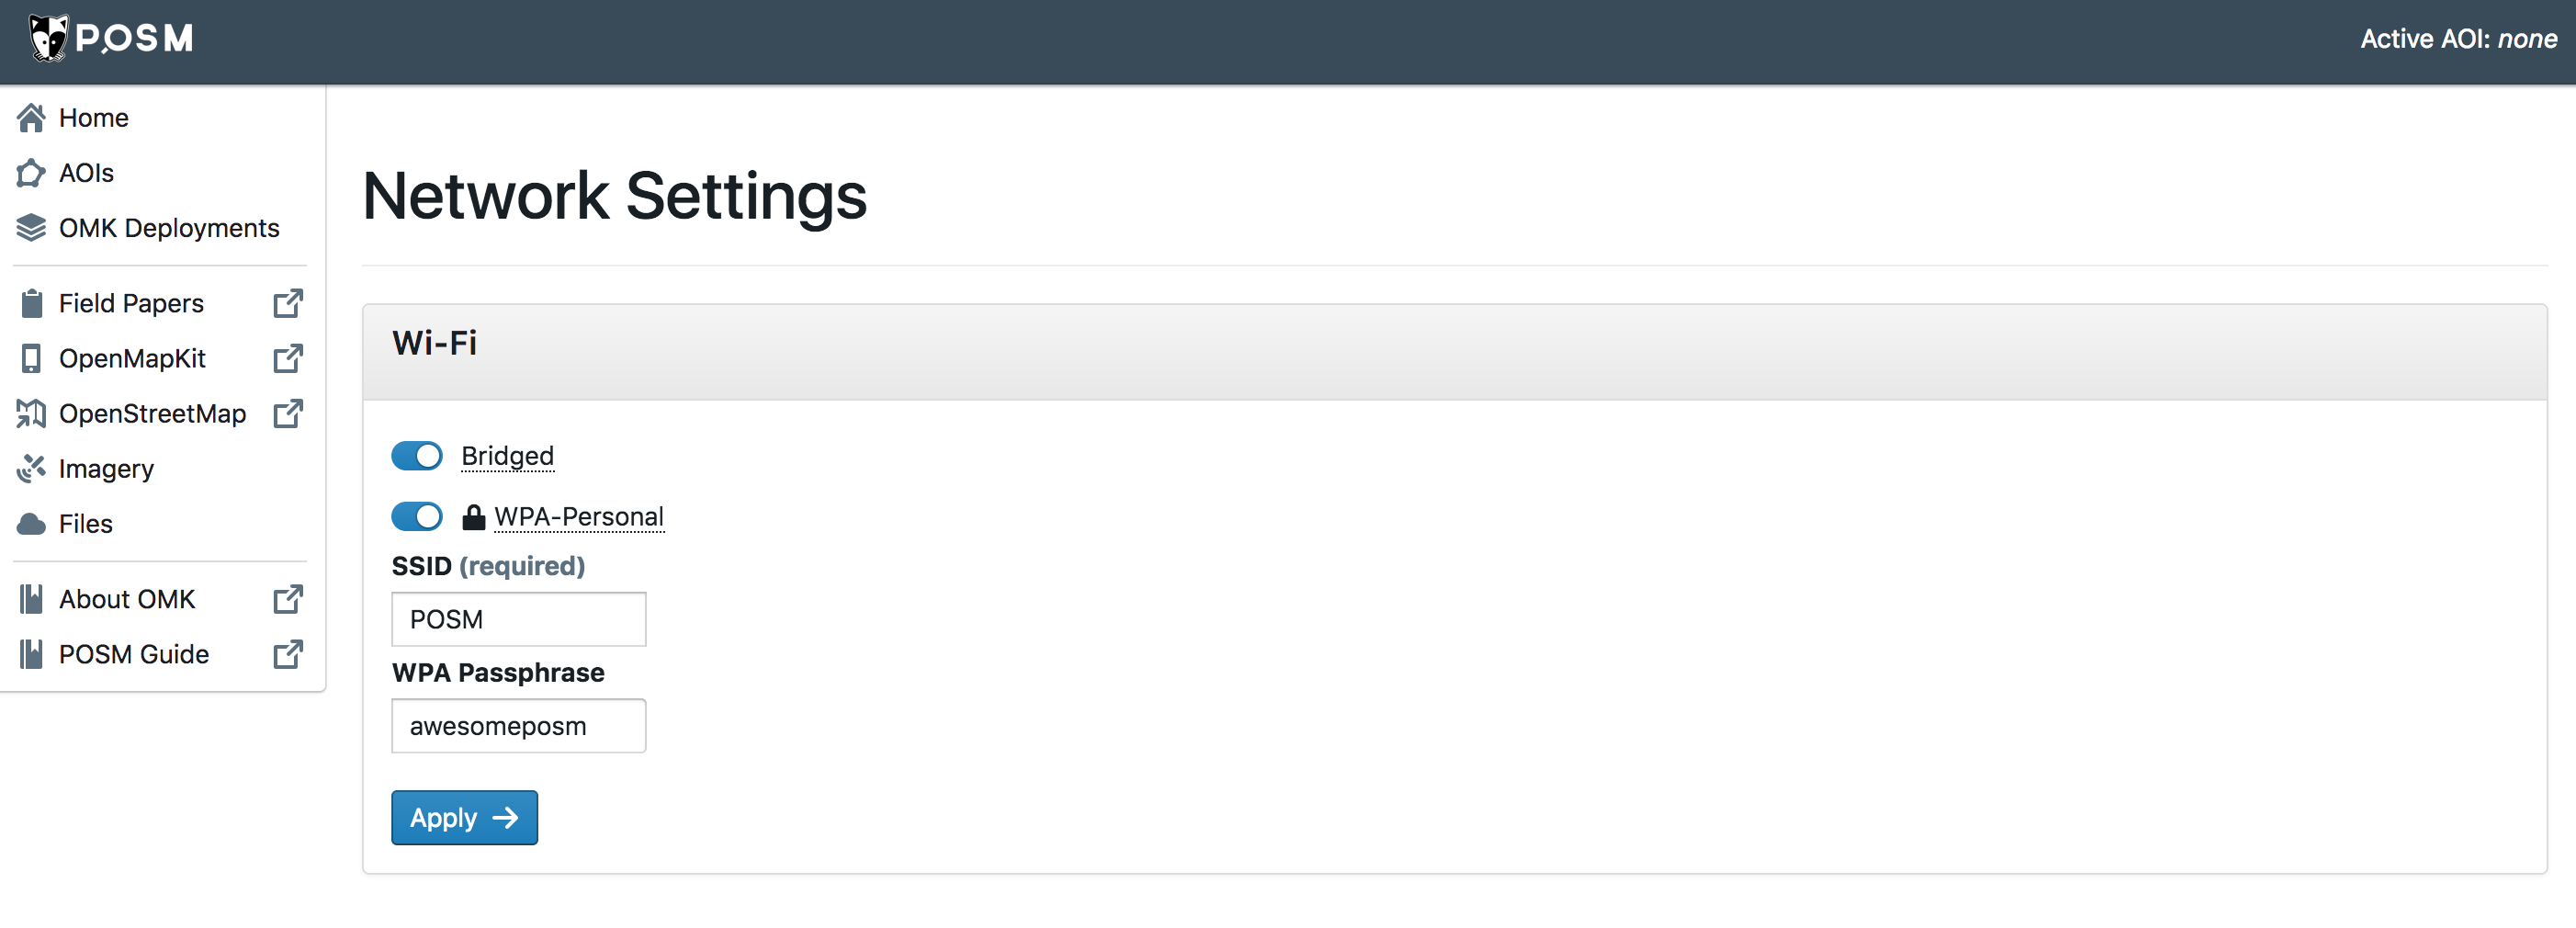 POSM
Active AOI: none
Home
AOIs
OMK Deployments
Field Papers
OpenMapKit
OpenStreetMap
Imagery
Files
About OMK
POSM Guide
Network Settings
Wi-Fi
Bridged
WPA-Personal
SSID (required)
POSM
WPA Passphrase
awesomeposm
Apply